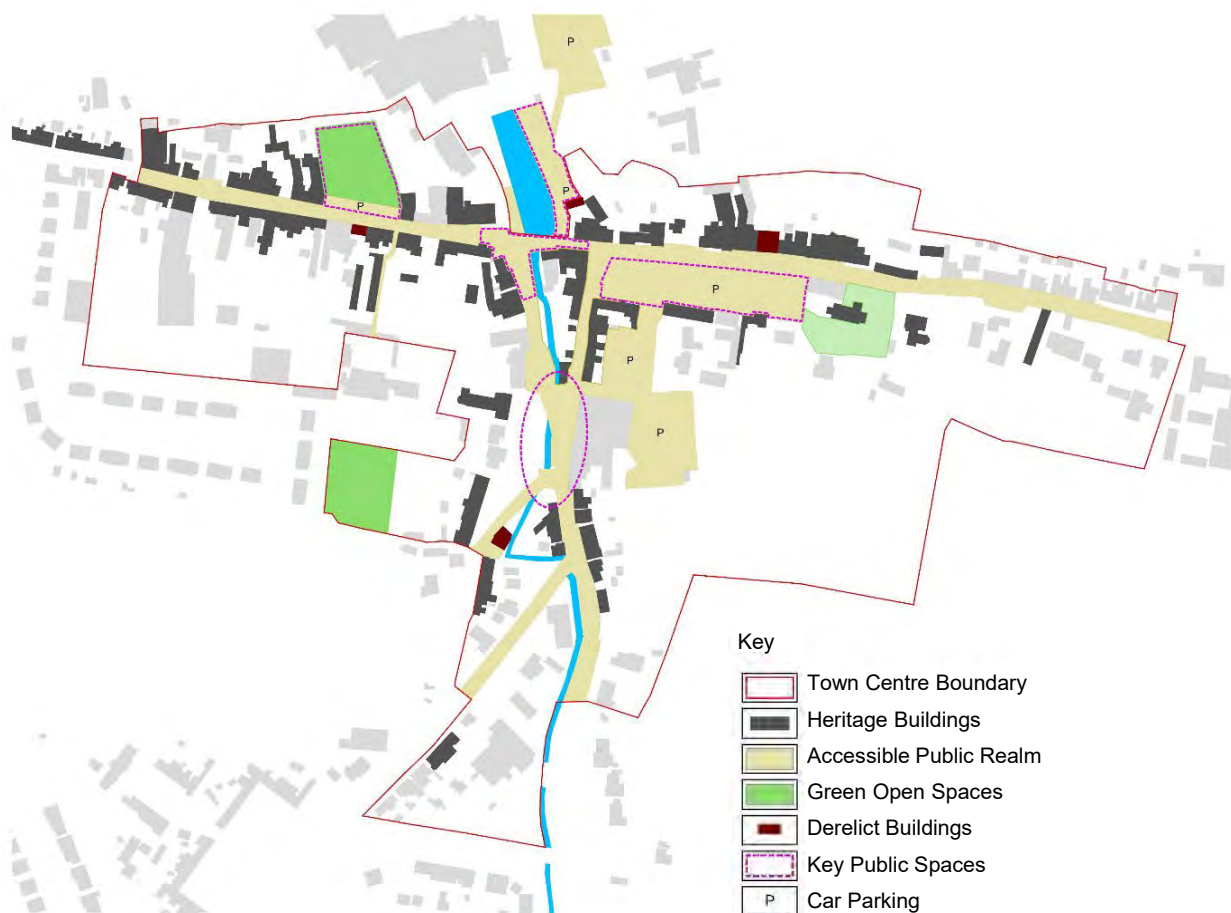 P
P
P
P
P
P
Key
Town Centre Boundary
Heritage Buildings
Accessible Public Realm
Green Open Spaces
Derelict Buildings
Key Public Spaces
P Car Parking